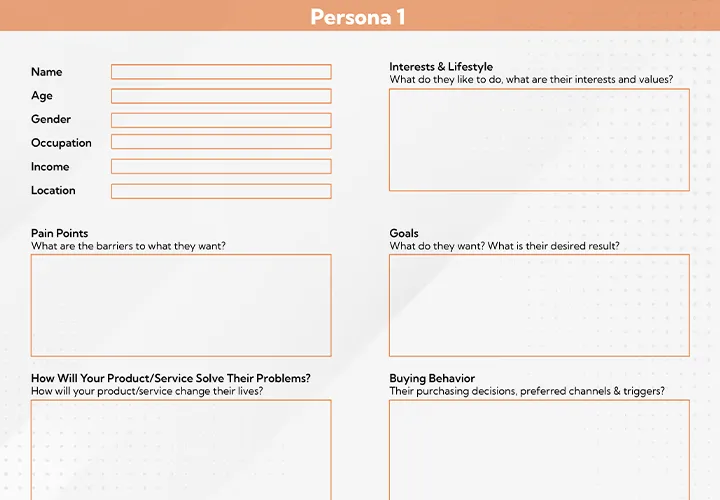 Persona 1
Name
Age
Gender
Occupation
Income
Location
Interests & Lifestyle
What do they like to do, what are their interests and values?
Pain Points
What are the barriers to what they want?
Goals
What do they want? What is their desired result?
How Will Your Product/Service Solve Their Problems?
How will your product/service change their lives?
Buying Behavior
Their purchasing decisions, preferred channels & triggers?